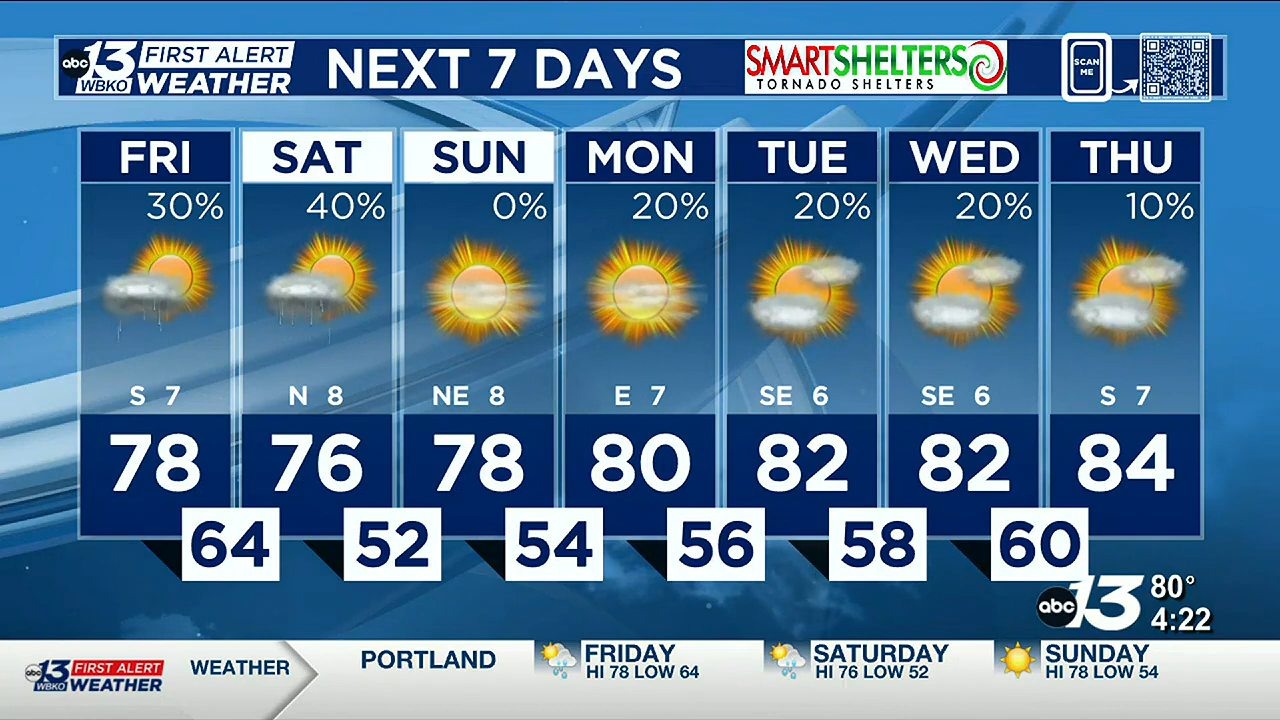 abc 13 WBKO FIRST ALERT WEATHER
NEXT 7 DAYS
SMARTSHELTERS
TORNADO SHELTERS
SCAN ME
FRI SAT SUN MON TUE WED THU
30% 40% 0% 20% 20% 20% 10%
S 7 N 8 NE 8 E 7 SE 6 SE 6 S 7
78 76 78 80 82 82 84
64 52 54 56 58 60
abc 13 80°
4:22
abc 13 WBKO FIRST ALERT WEATHER
WEATHER
PORTLAND
FRIDAY
HI 78 LOW 64
SATURDAY
HI 76 LOW 52
SUNDAY
HI 78 LOW 54